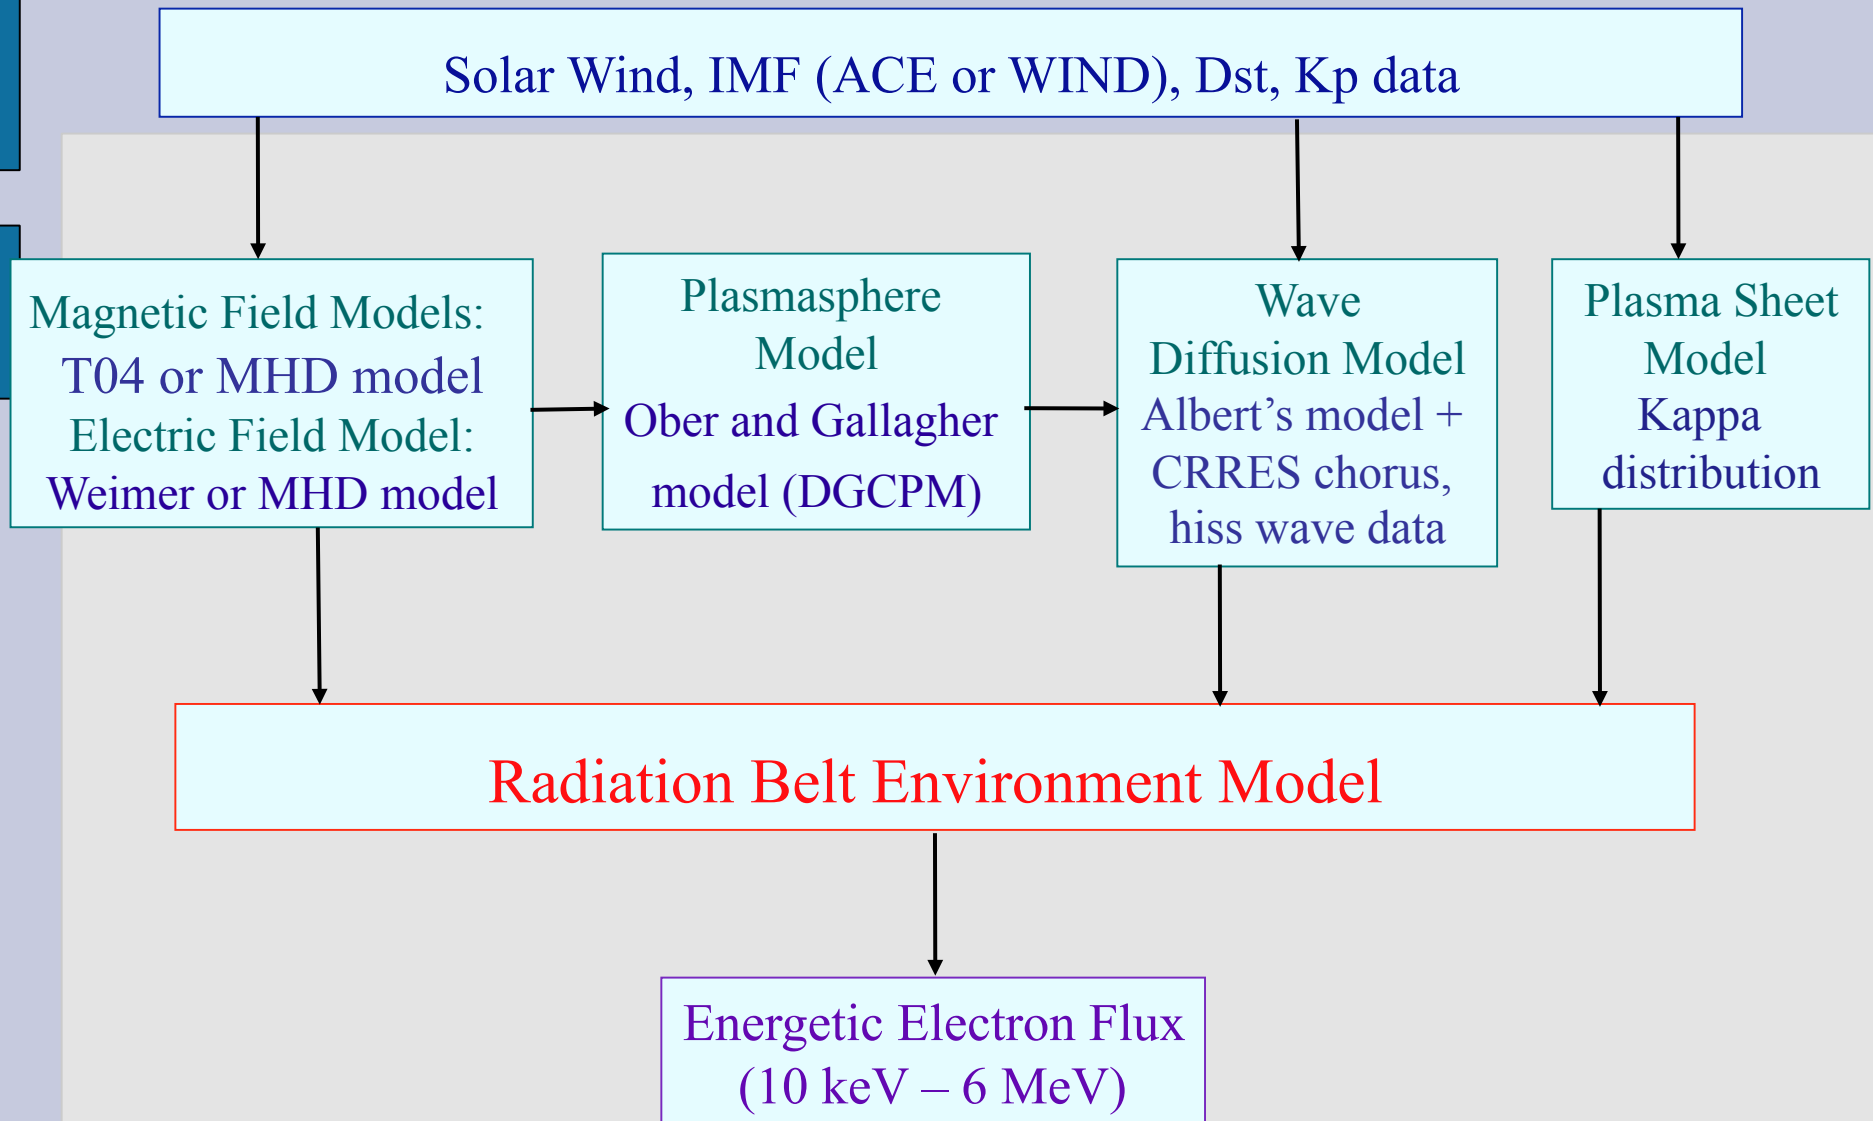 Solar Wind, IMF (ACE or WIND), Dst, Kp data
Magnetic Field Models:
T04 or MHD model
Electric Field Model:
Weimer or MHD model
Plasmasphere
Model
Ober and Gallagher
model (DGCPM)
Wave
Diffusion Model
Albert’s model +
CRRES chorus,
hiss wave data
Plasma Sheet
Model
Kappa
distribution
Radiation Belt Environment Model
Energetic Electron Flux
(10 keV – 6 MeV)